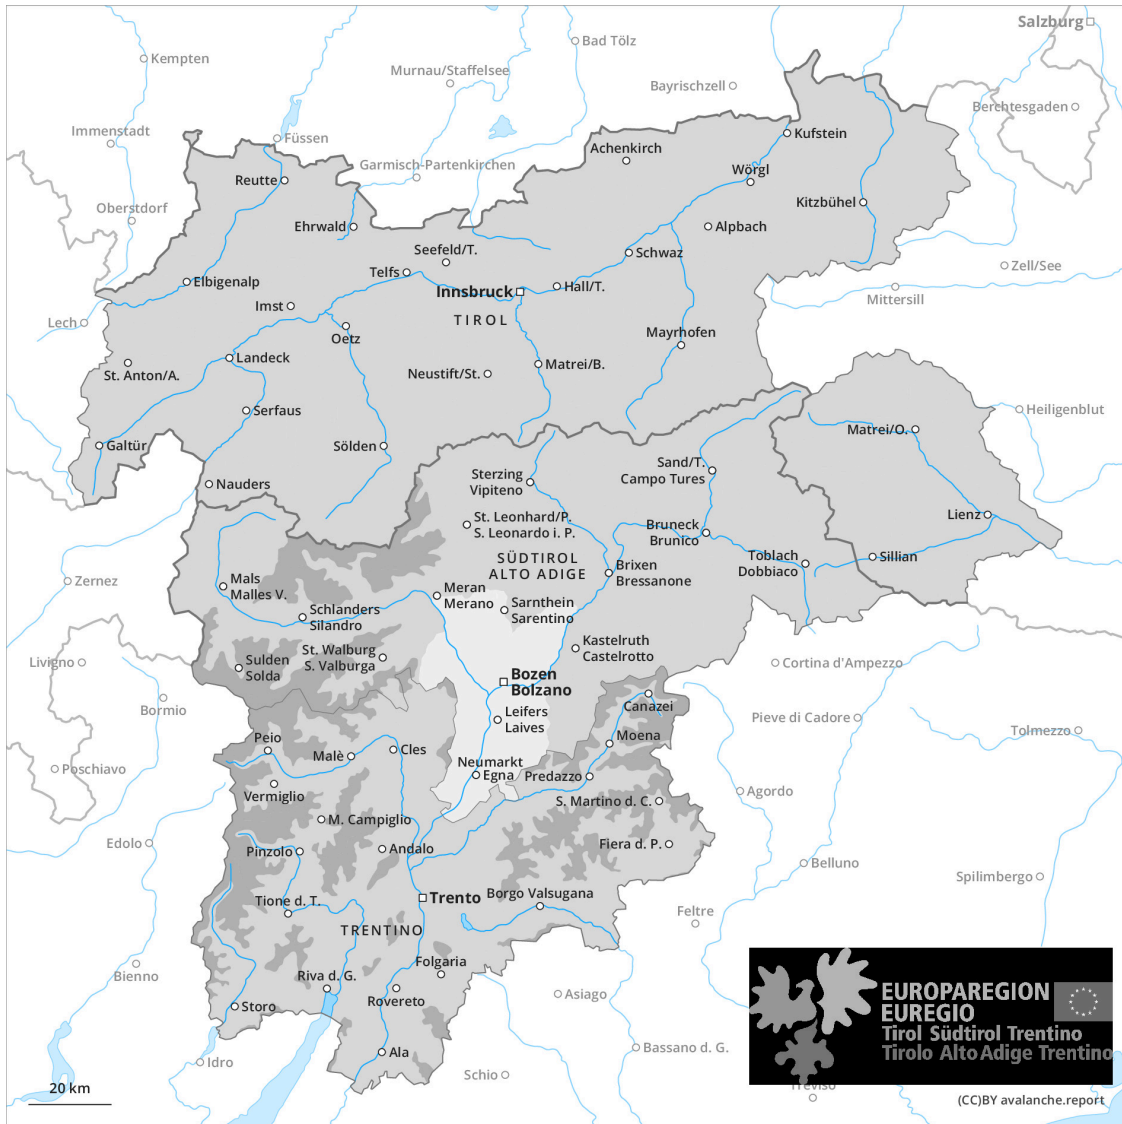 Salzburg
Bad Tölz
Kempten
Murnau/Staffelsee
Bayrischzell
Berchtesgaden
Immenstadt
Füssen
Kufstein
Achenkirch
Garmisch-Partenkirchen
Wörgl
Reutte
Kitzbühel
Oberstdorf
Ehrwald
Alpbach
Seefeld/T.
Schwaz
Telfs
Zell/See
Elbigenalp
Hall/T.
Innsbruck
Mittersill
Imst
Lech
TIROL
Oetz
Mayrhofen
Landeck
Matrei/B.
St. Anton/A.
Neustift/St.
Serfaus
Heiligenblut
Matrei/O.
Galtür
Sölden
Sand/T.
Campo Tures
Sterzing
Vipiteno
Nauders
St. Leonhard/P.
S. Leonardo i. P.
Lienz
Bruneck
Brunico
SÜDTIROL
ALTO ADIGE
Toblach
Dobbiaco
Sillian
Brixen
Bressanone
Zernez
Mals
Malles V.
Meran
Merano
Sarnthein
Sarentino
Schlanders
Silandro
Kastelruth
Castelrotto
St. Walburg
S. Valburga
Livigno
Sulden
Solda
Cortina d'Ampezzo
Bozen
Bolzano
Bormio
Canazei
Leifers
Laives
Pieve di Cadore
Tolmezzo
Peio
Moena
Malè
Cles
Poschiavo
Neumarkt
Egna
Predazzo
Vermiglio
Agordo
S. Martino d. C.
M. Campiglio
Edolo
Pinzolo
Andalo
Fiera d. P.
Belluno
Spilimbergo
Tione d. T.
Trento
Borgo Valsugana
Feltre
TRENTINO
Folgaria
Bienno
Riva d. G.
Rovereto
Asiago
Storo
EUROPAREGION
EUREGIO
Tirol Südtirol Trentino
Tirolo Alto Adige Trentino
Ala
Idro
Bassano d. G.
Schio
Treviso
20 km
(CC)BY avalanche.report